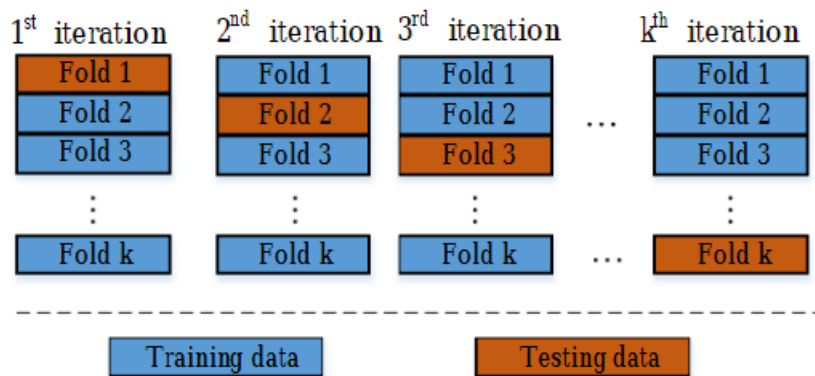 1st iteration 2nd iteration 3rd iteration kth iteration
Fold 1 Fold 1 Fold 1 Fold 1
Fold 2 Fold 2 Fold 2 ... Fold 2
Fold 3 Fold 3 Fold 3 Fold 3
⋮ ⋮ ⋮ ⋮
Fold k Fold k Fold k ... Fold k
Training data Testing data